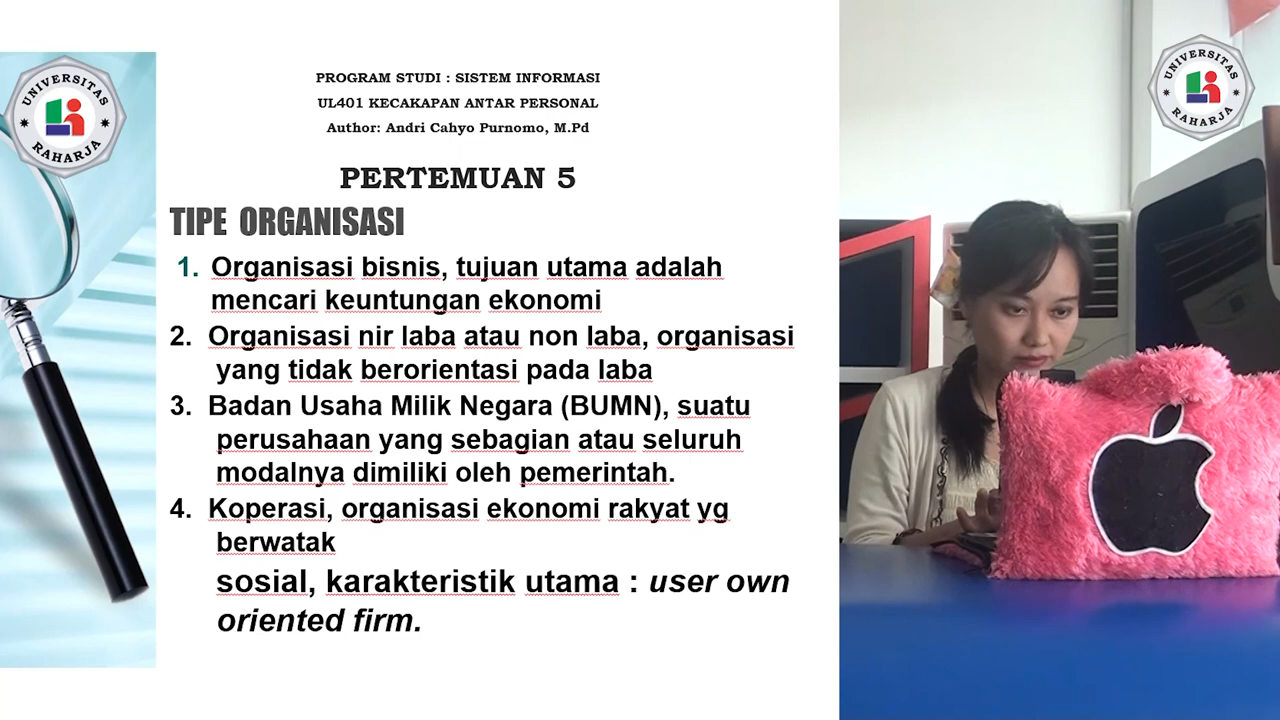 UNIVERSITAS
RAHARJA
PROGRAM STUDI : SISTEM INFORMASI
UL401 KECAKAPAN ANTAR PERSONAL
Author: Andri Cahyo Purnomo, M.Pd
PERTEMUAN 5
TIPE ORGANISASI
1. Organisasi bisnis, tujuan utama adalah
mencari keuntungan ekonomi
2. Organisasi nir laba atau non laba, organisasi
yang tidak berorientasi pada laba
3. Badan Usaha Milik Negara (BUMN), suatu
perusahaan yang sebagian atau seluruh
modalnya dimiliki oleh pemerintah.
4. Koperasi, organisasi ekonomi rakyat yg
berwatak
sosial, karakteristik utama : user own
oriented firm.
UNIVERSITAS
RAHARJA